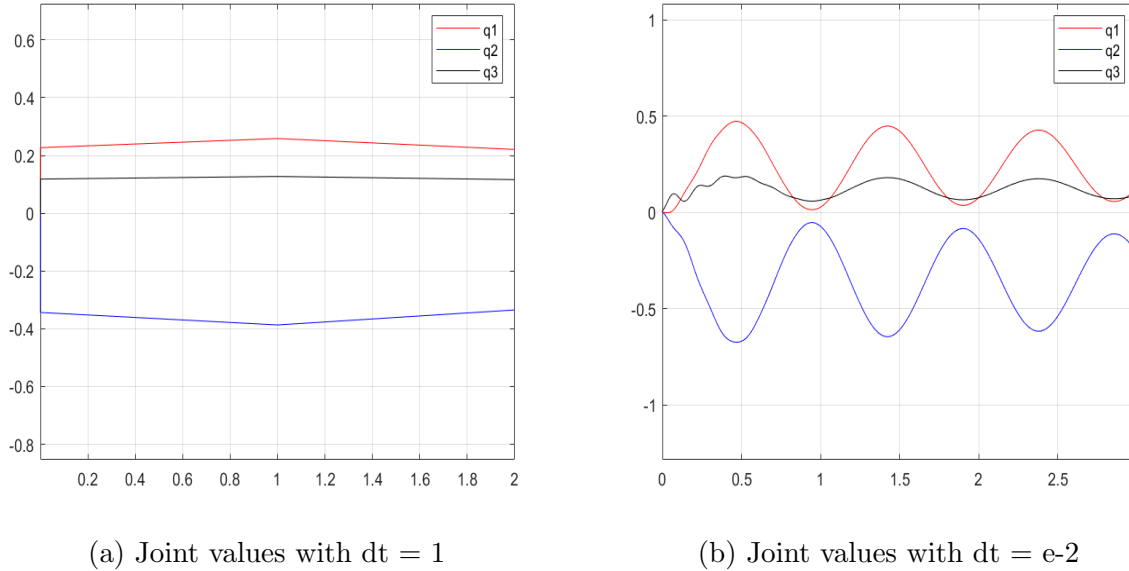 0.6
0.4
0.2
0
-0.2
-0.4
-0.6
-0.8
0.2 0.4 0.6 0.8 1 1.2 1.4 1.6 1.8 2
q1
q2
q3
(a) Joint values with dt = 1
1
0.5
0
-0.5
-1
0 0.5 1 1.5 2 2.5
q1
q2
q3
(b) Joint values with dt = e-2